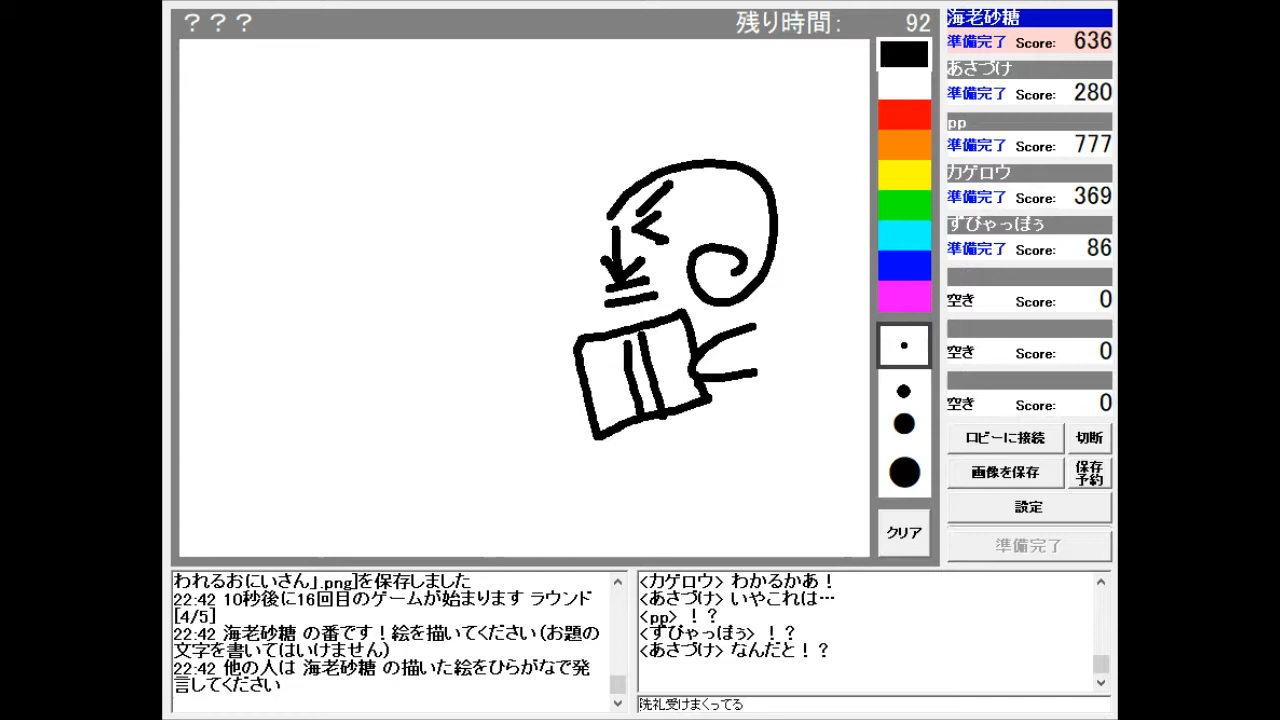 ？？？
残り時間: 92
海老砂糖
準備完了 Score: 636
あさづけ
準備完了 Score: 280
pp
準備完了 Score: 777
カゲロウ
準備完了 Score: 369
ずびゃっぽぅ
準備完了 Score: 86
空き Score: 0
空き Score: 0
空き Score: 0
ロビーに接続 切断
画像を保存 保存予約
設定
準備完了
クリア
われるおにいさん」.png]を保存しました
22:42 10秒後に16回目のゲームが始まります ラウンド
[4/5]
22:42 海老砂糖 の番です！絵を描いてください（お題の
文字を書いてはいけません）
22:42 他の人は 海老砂糖 の描いた絵をひらがなで発
言してください
<カゲロウ> わかるかあ！
<あさづけ> いやこれは…
<pp> ！？
<ずびゃっぽぅ> ！？
<あさづけ> なんだと！？
洗礼受けまくってる